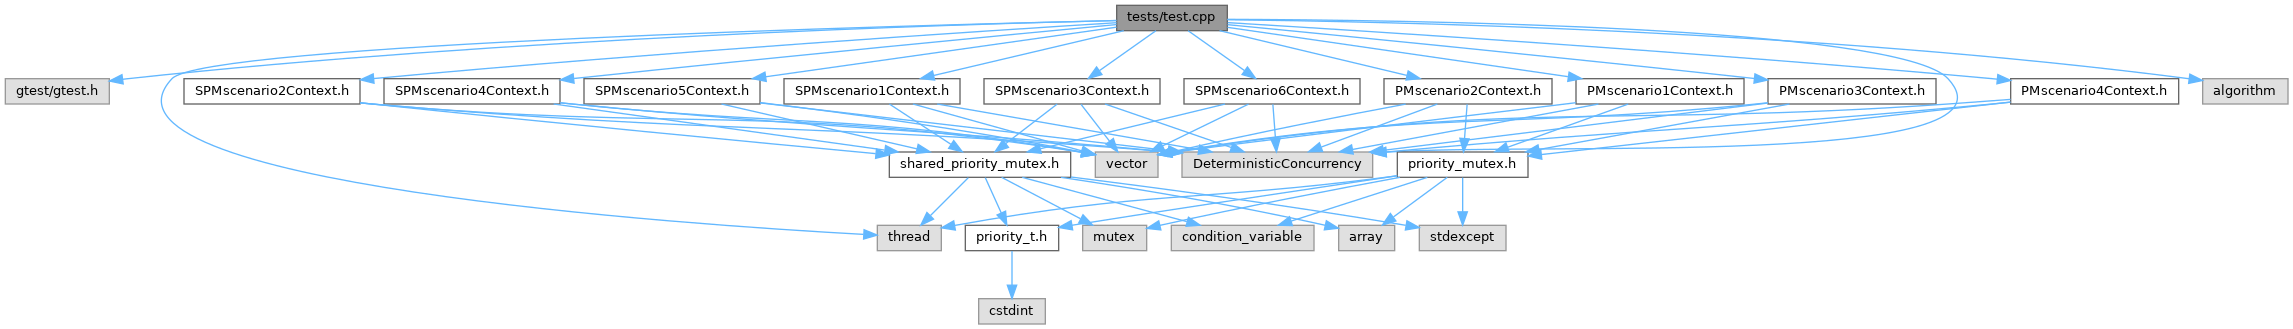 tests/test.cpp
gtest/gtest.h
SPMscenario2Context.h
SPMscenario4Context.h
SPMscenario5Context.h
SPMscenario1Context.h
SPMscenario3Context.h
SPMscenario6Context.h
PMscenario2Context.h
PMscenario1Context.h
PMscenario3Context.h
PMscenario4Context.h
algorithm
shared_priority_mutex.h
vector
DeterministicConcurrency
priority_mutex.h
thread
priority_t.h
mutex
condition_variable
array
stdexcept
cstdint